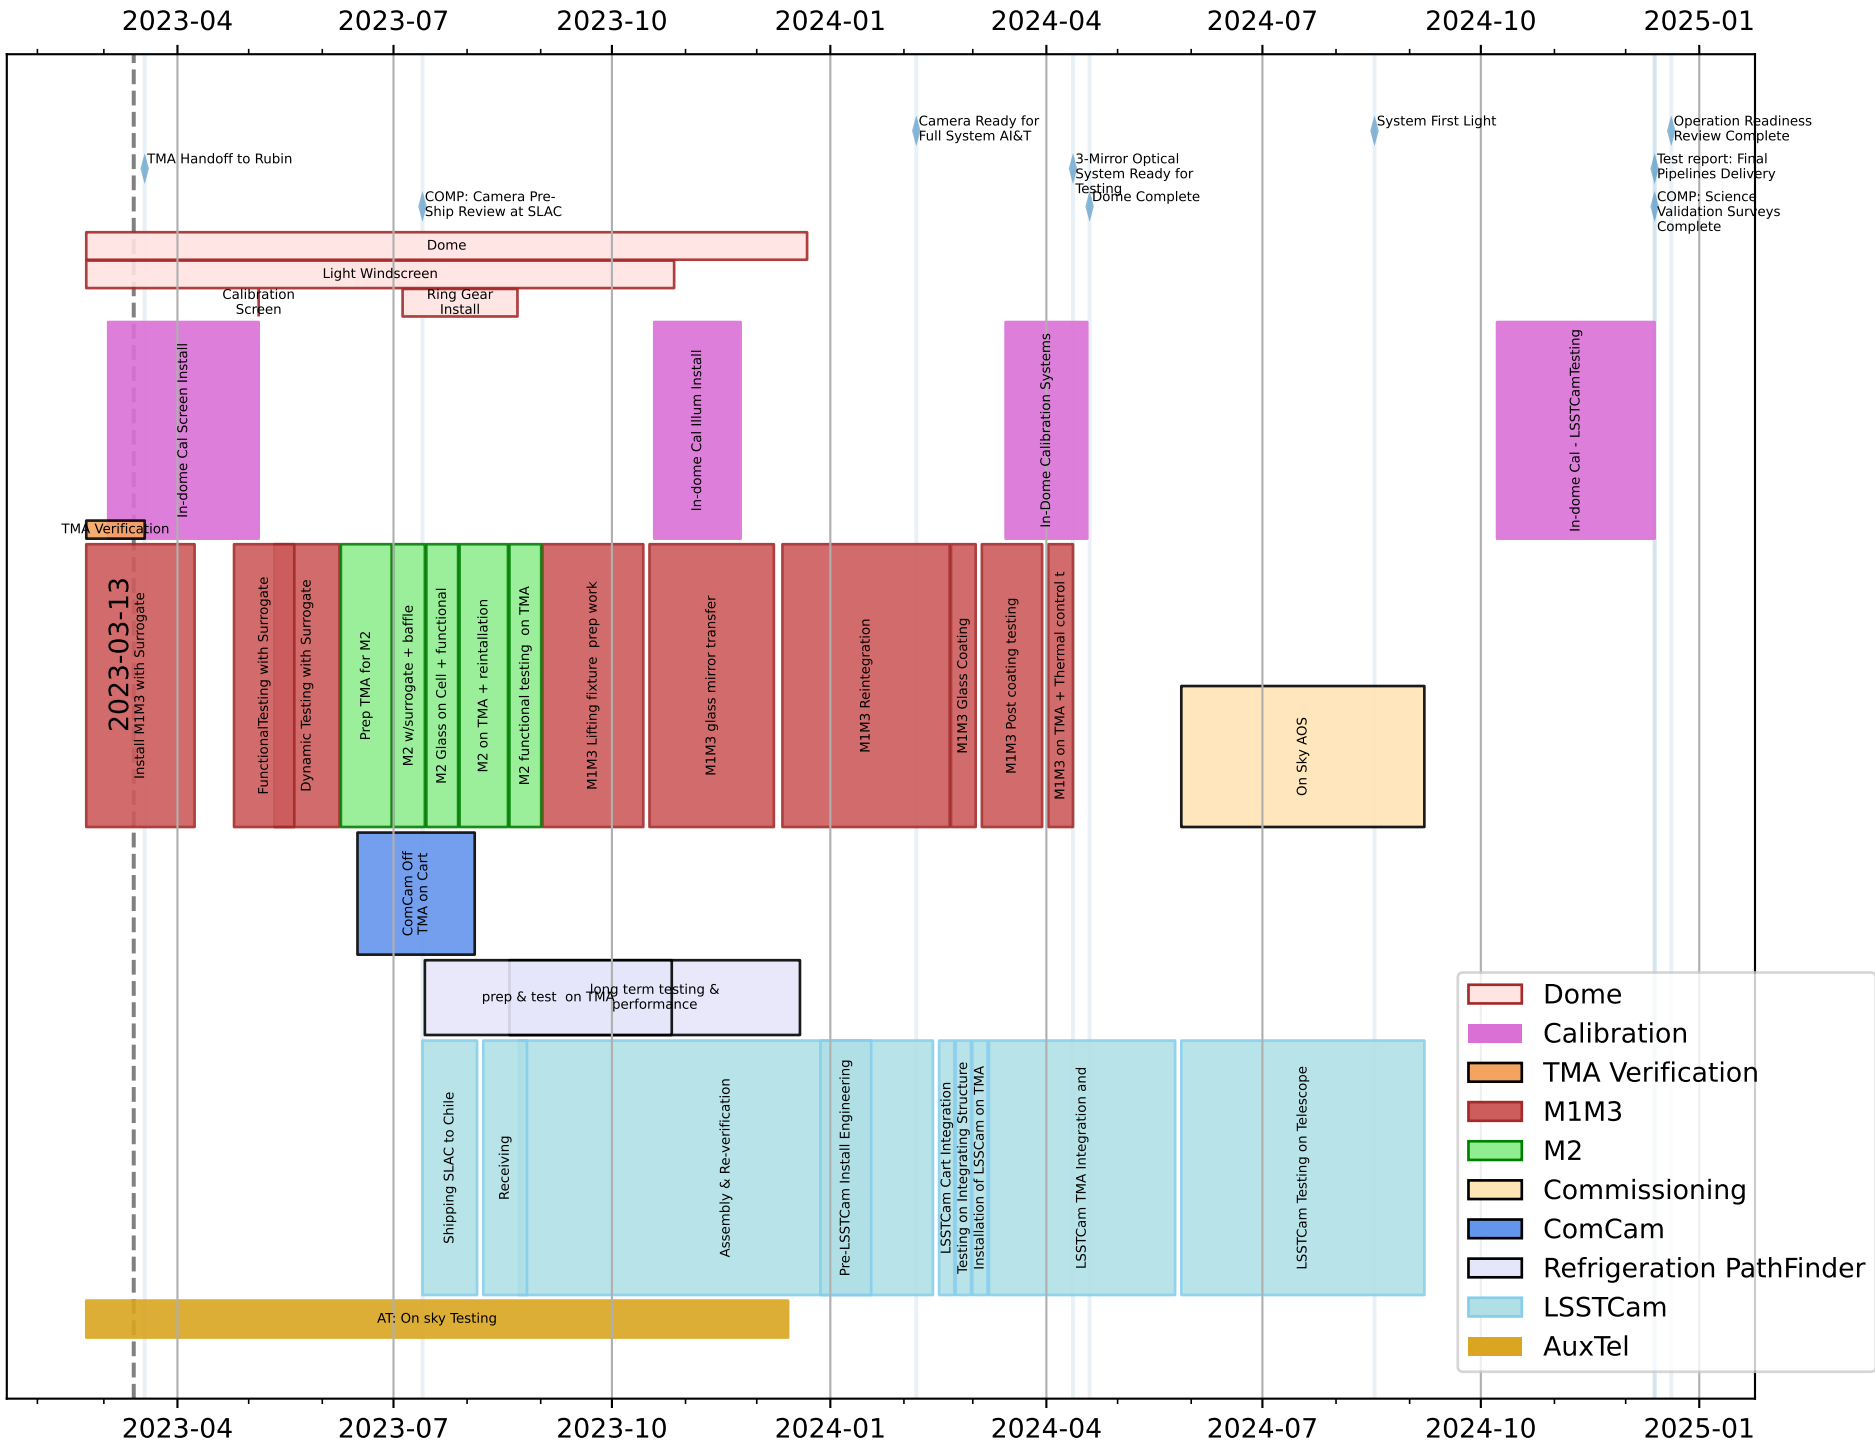 2023-04
2023-07
2023-10
2024-01
2024-04
2024-07
2024-10
2025-01
Camera Ready for
Full System AI&T
System First Light
Operation Readiness
Review Complete
TMA Handoff to Rubin
3-Mirror Optical
System Ready for
Testing
Test report: Final
Pipelines Delivery
COMP: Camera Pre-
Ship Review at SLAC
Dome Complete
COMP: Science
Validation Surveys
Complete
Dome
Light Windscreen
Calibration
Screen
Ring Gear
Install
In-dome Cal Screen Install
In-dome Cal Illum Install
In-Dome Calibration Systems
In-dome Cal - LSSTCamTesting
TMA Verification
2023-03-13
Install M1M3 with Surrogate
FunctionalTesting with Surrogate
Dynamic Testing with Surrogate
Prep TMA for M2
M2 w/surrogate + baffle
M2 Glass on Cell + functional
M2 on TMA + reintallation
M2 functional testing  on TMA
M1M3 Lifting fixture  prep work
M1M3 glass mirror transfer
M1M3 Reintegration
M1M3 Glass Coating
M1M3 Post coating testing
M1M3 on TMA + Thermal control t
On Sky AOS
ComCam Off
TMA on Cart
prep & test  on TMA
long term testing &
performance
Shipping SLAC to Chile
Receiving
Assembly & Re-verification
Pre-LSSTCam Install Engineering
LSSTCam Cart Integration
Testing on Integrating Structure
Installation of LSSCam on TMA
LSSTCam TMA Integration and
LSSTCam Testing on Telescope
AT: On sky Testing
Dome
Calibration
TMA Verification
M1M3
M2
Commissioning
ComCam
Refrigeration PathFinder
LSSTCam
AuxTel
2023-04
2023-07
2023-10
2024-01
2024-04
2024-07
2024-10
2025-01